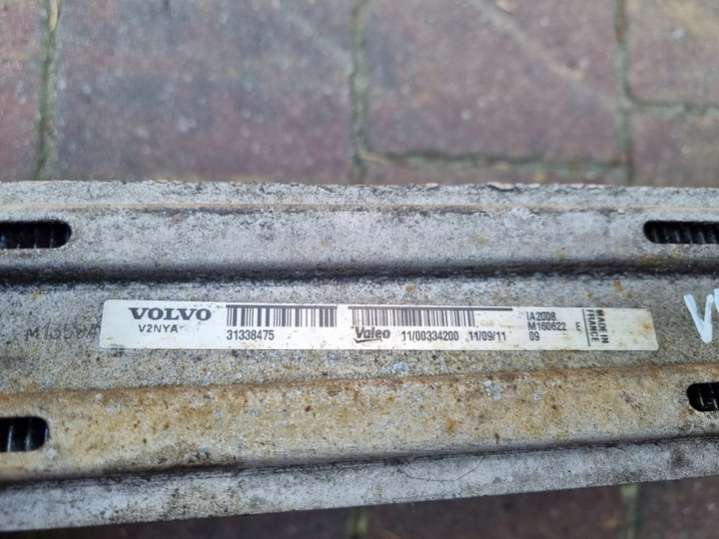 VOLVO
V2NYA
31338475
Valeo 11/00334200 11/09/11
IA2008
M160622 E
09
MADE IN
FRANCE